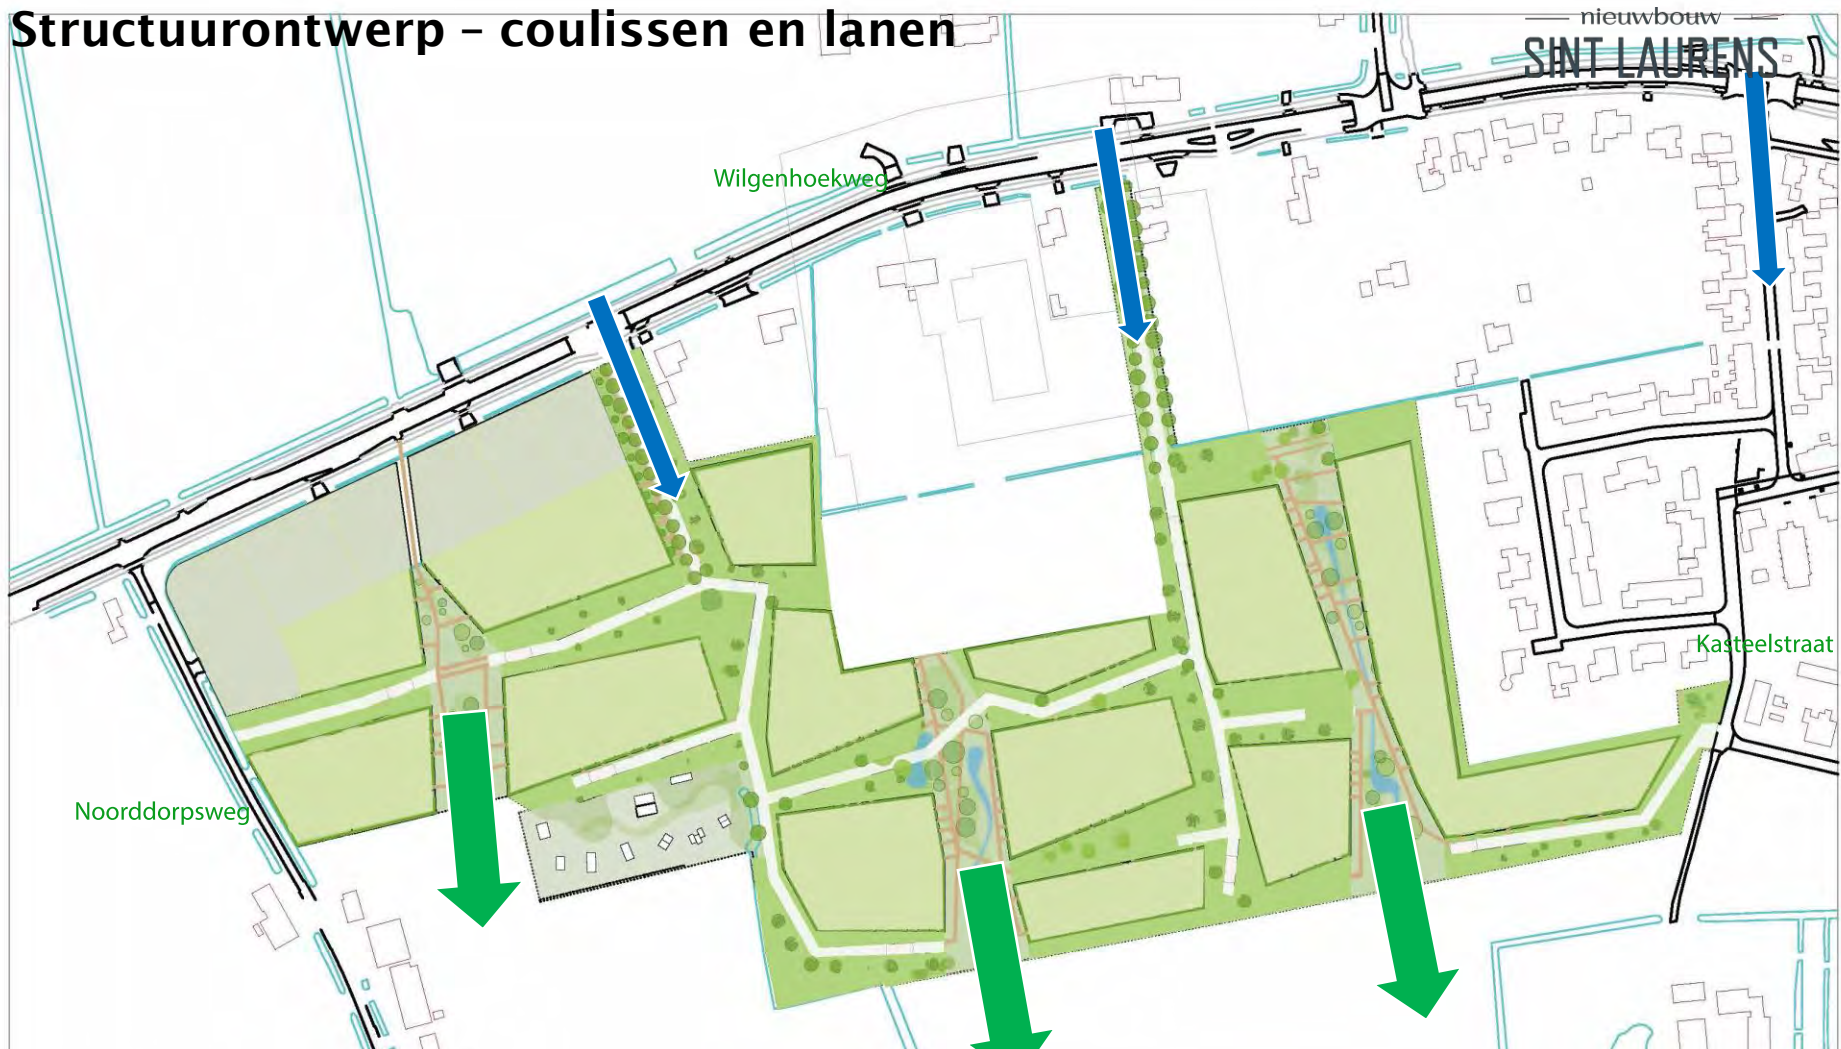 Structuurontwerp – coulissen en lanen
nieuwbouw
SINT LAURENS
Wilgenhoekweg
Kasteelstraat
Noorddorpsweg